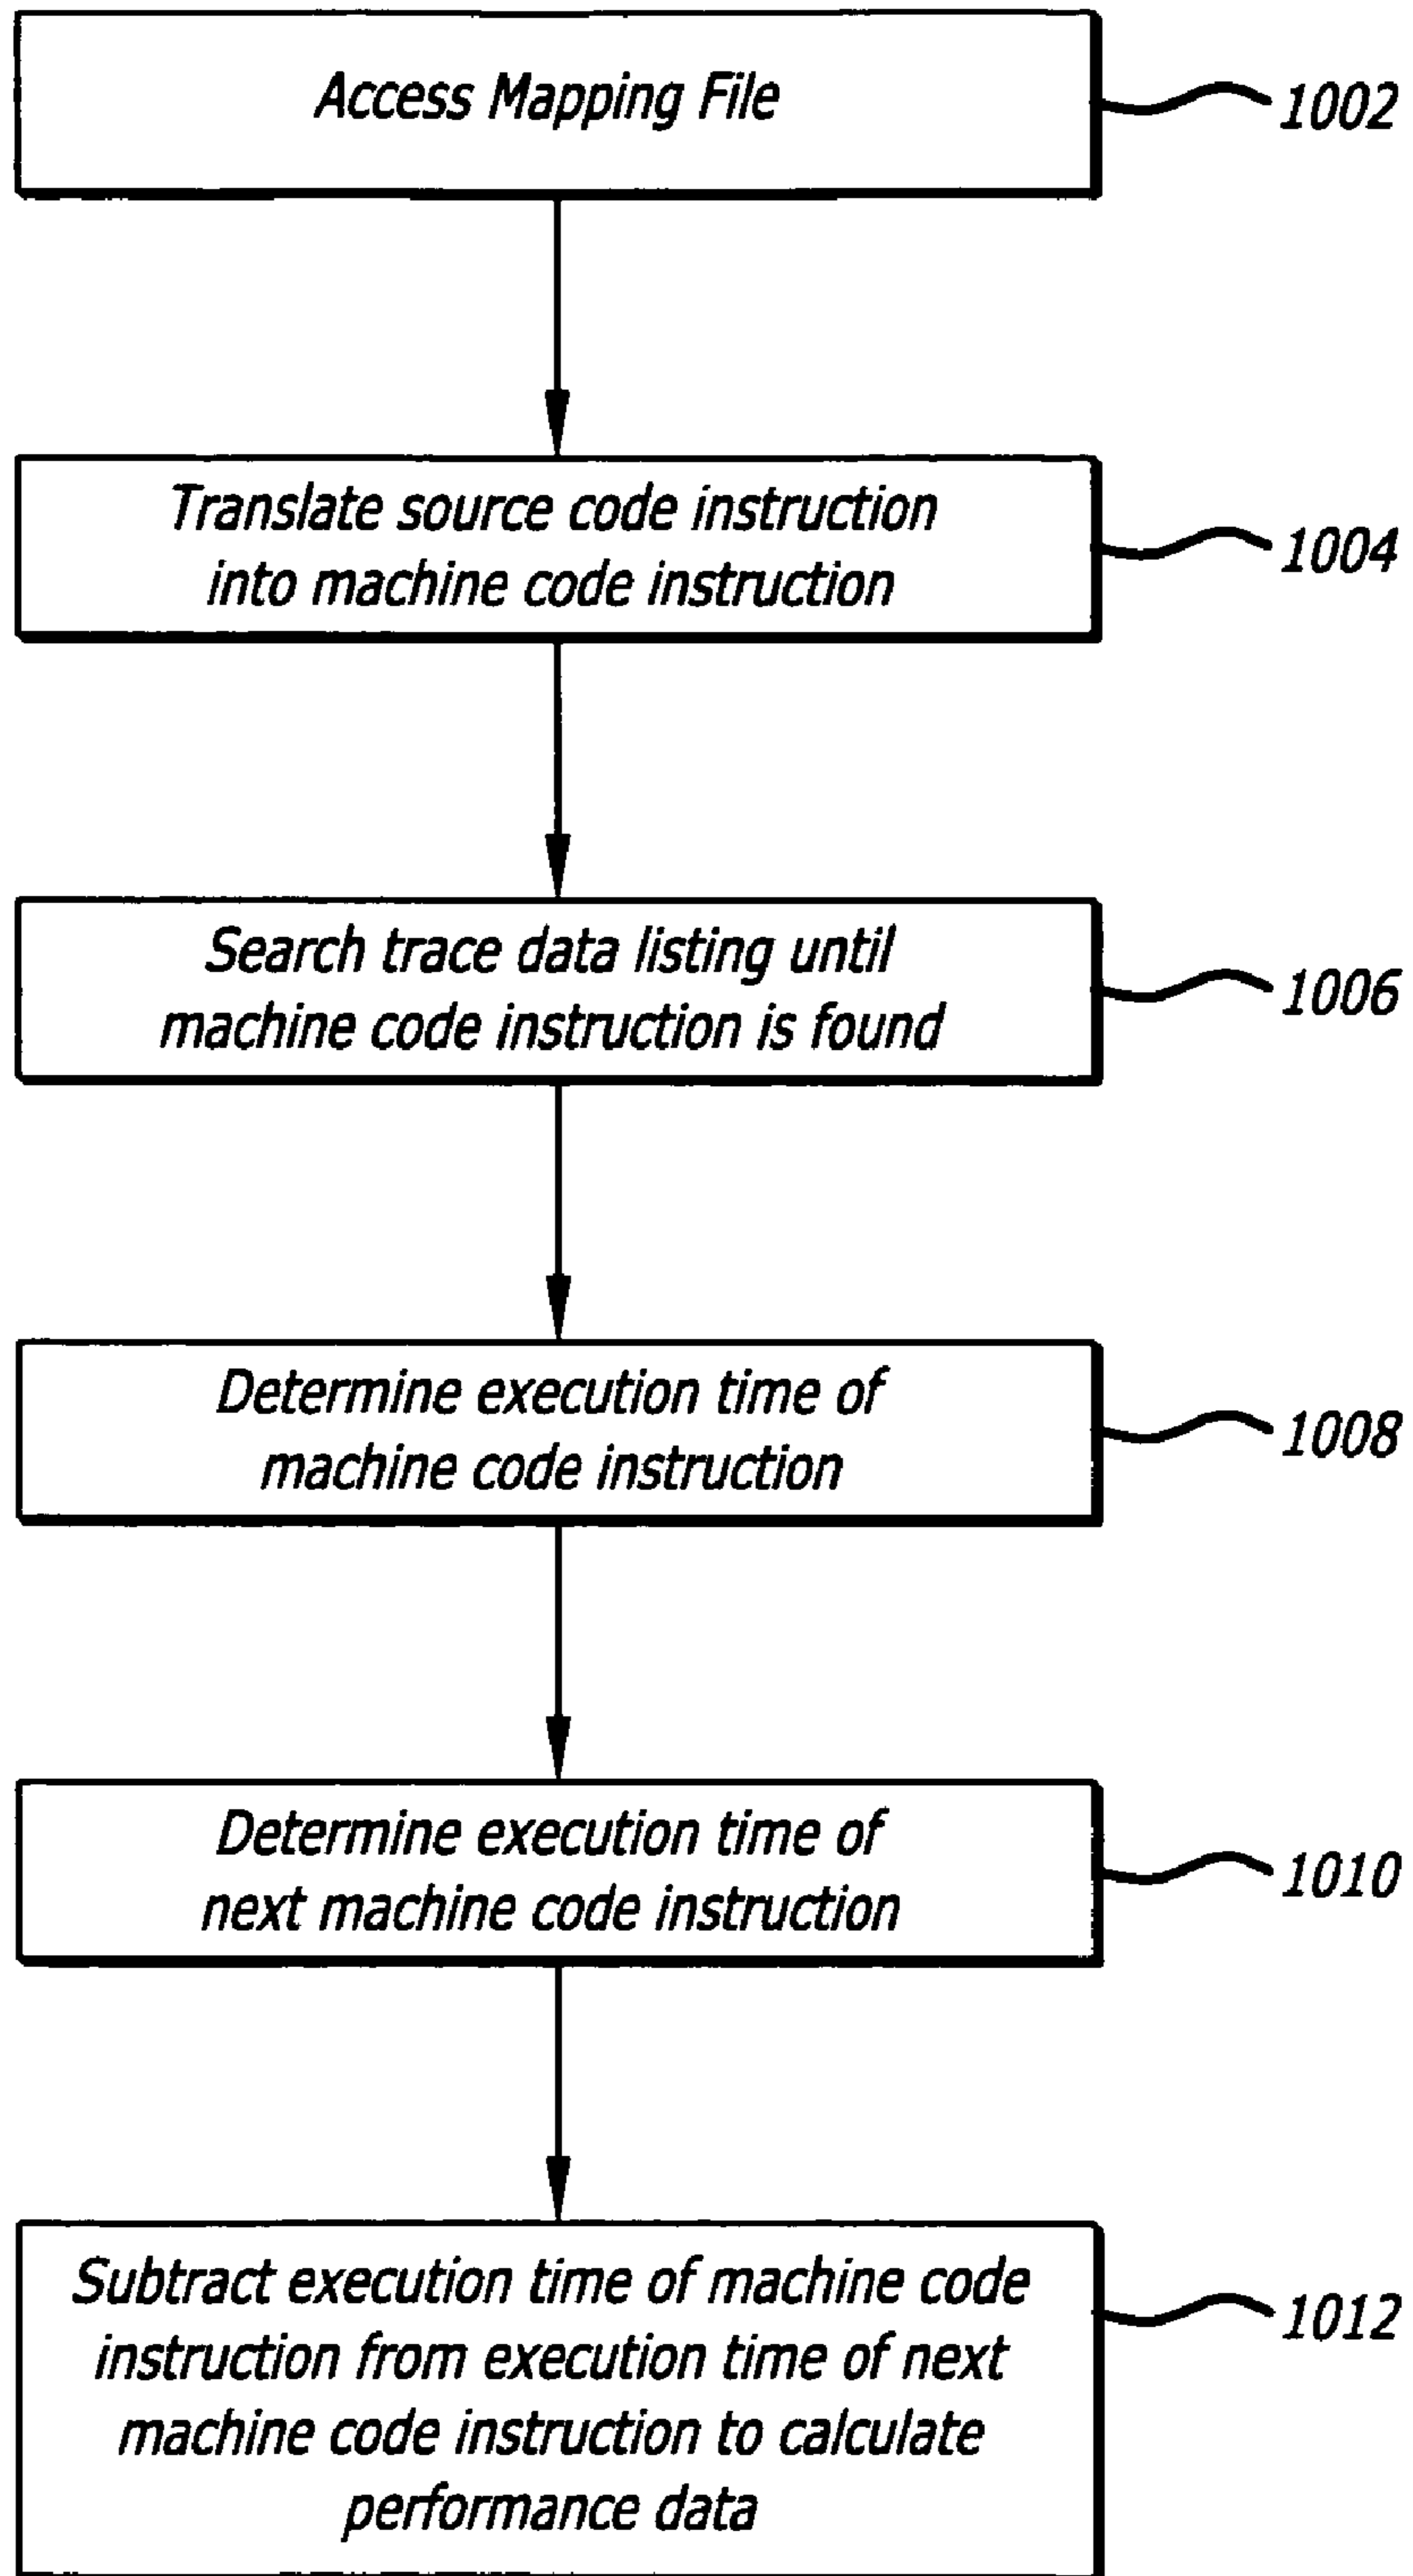 Access Mapping File
1002
Translate source code instruction
into machine code instruction
1004
Search trace data listing until
machine code instruction is found
1006
Determine execution time of
machine code instruction
1008
Determine execution time of
next machine code instruction
1010
Subtract execution time of machine code
instruction from execution time of next
machine code instruction to calculate
performance data
1012